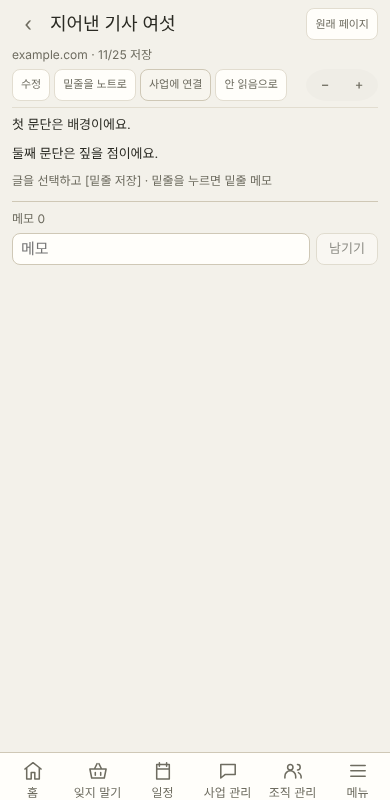 지어낸 기사 여섯
원래 페이지
example.com · 11/25 저장
수정
밑줄을 노트로
사업에 연결
안 읽음으로
− +
첫 문단은 배경이에요.
둘째 문단은 짚을 점이에요.
글을 선택하고 [밑줄 저장] · 밑줄을 누르면 밑줄 메모
메모 0
메모
남기기
홈
잊지 말기
일정
사업 관리
조직 관리
메뉴